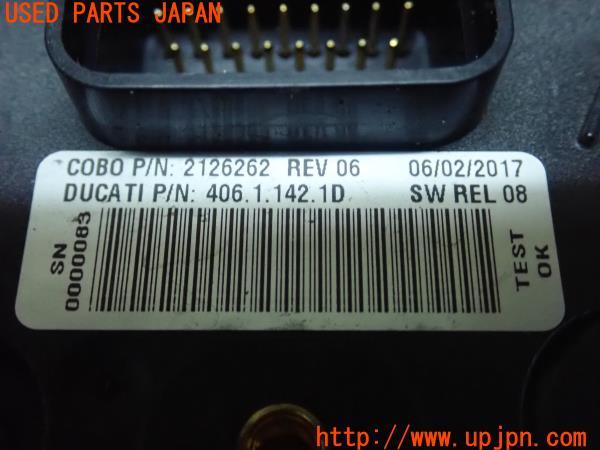 USED PARTS JAPAN
COBO P/N: 2126262 REV 06 06/02/2017
DUCATI P/N: 406.1.142.1D SW REL 08
SN
0000083
TEST
OK
http://www.upjpn.com/